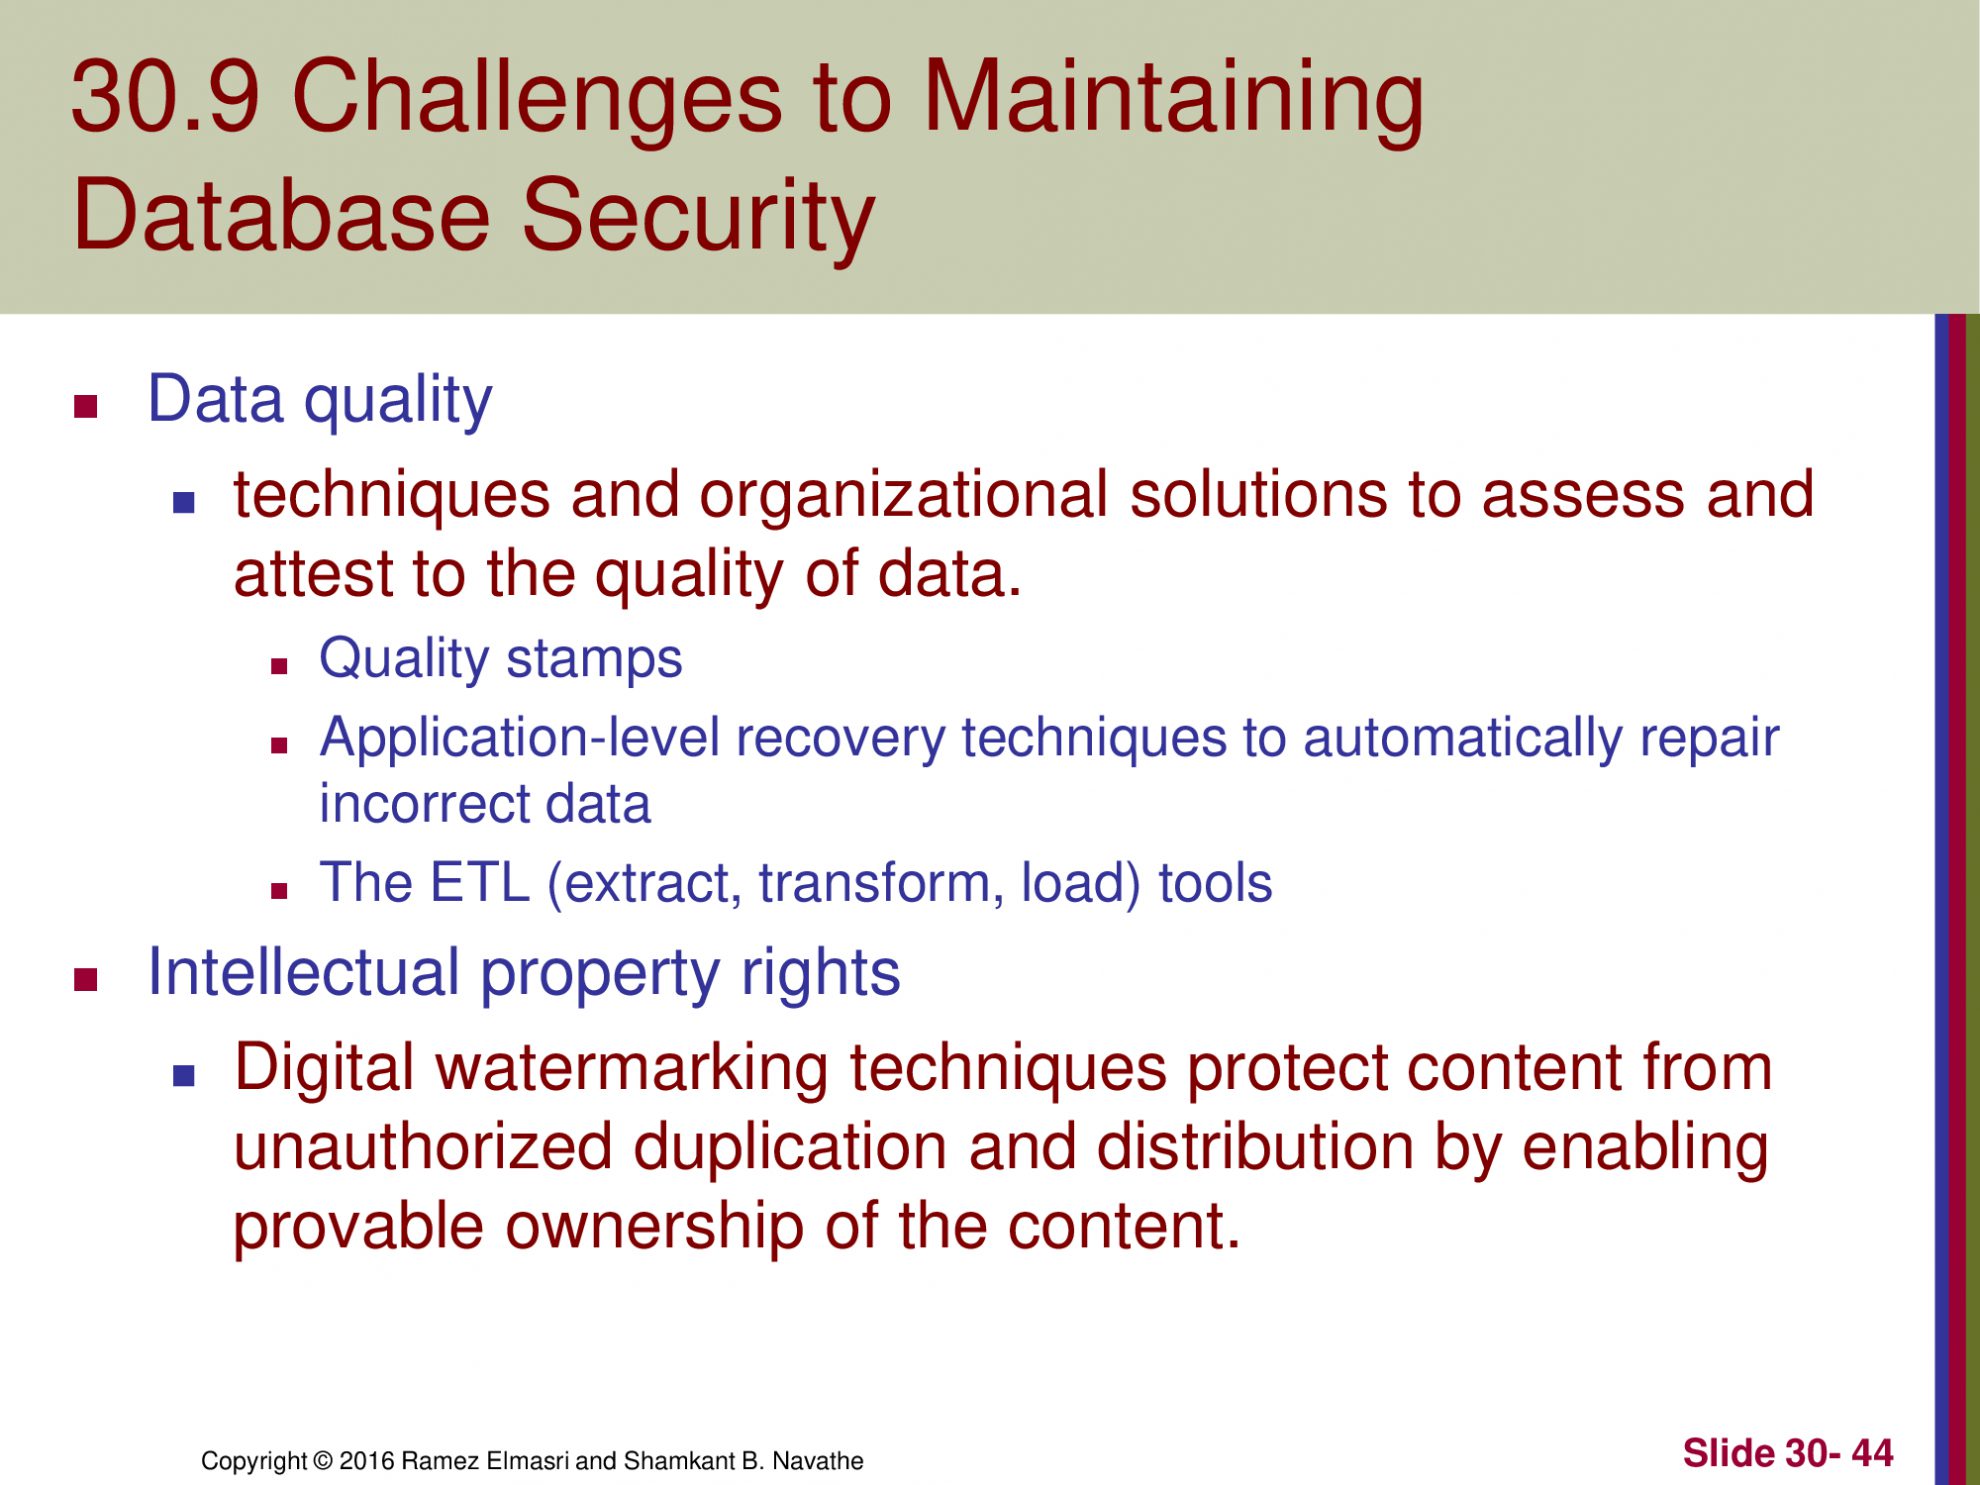 30.9 Challenges to Maintaining
Database Security
Data quality
techniques and organizational solutions to assess and
attest to the quality of data.
Quality stamps
Application-level recovery techniques to automatically repair
incorrect data
The ETL (extract, transform, load) tools
Intellectual property rights
Digital watermarking techniques protect content from
unauthorized duplication and distribution by enabling
provable ownership of the content.
Copyright © 2016 Ramez Elmasri and Shamkant B. Navathe
Slide 30- 44